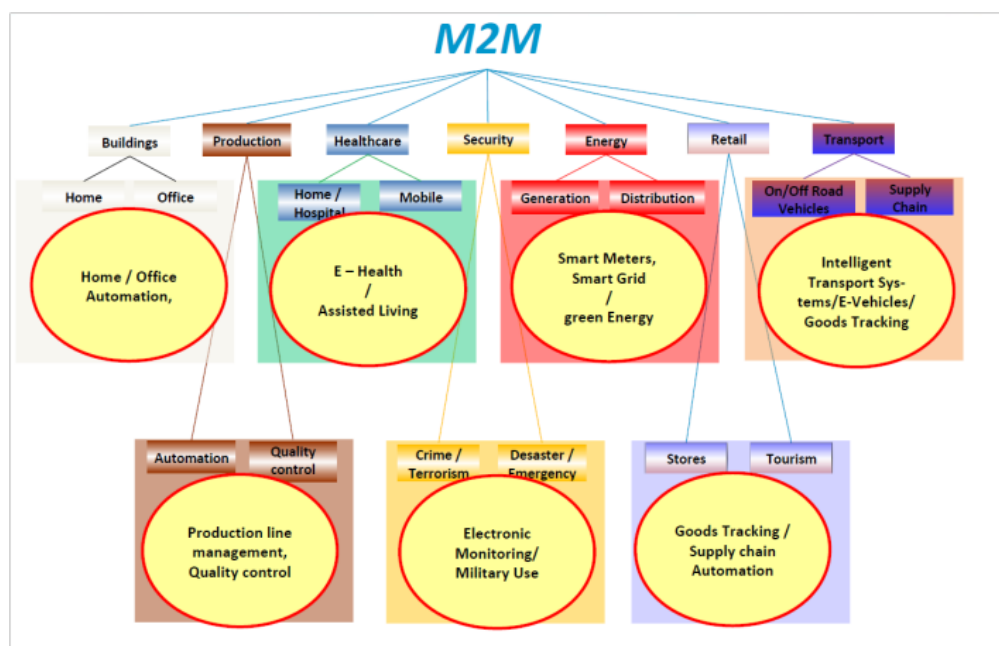 M2M
Buildings
Production
Healthcare
Security
Energy
Retail
Transport
Home
Office
Home / Office
Automation,
Home /
Hospital
Mobile
E – Health
/
Assisted Living
Generation
Distribution
Smart Meters,
Smart Grid
/
green Energy
On/Off Road
Vehicles
Supply
Chain
Intelligent
Transport Sys-
tems/E-Vehicles/
Goods Tracking
Automation
Quality
control
Production line
management,
Quality control
Crime /
Terrorism
Desaster /
Emergency
Electronic
Monitoring/
Military Use
Stores
Tourism
Goods Tracking /
Supply chain
Automation